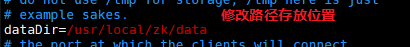 # do not use /tmp for storage, /tmp here is just
# example sakes. 修改路径存放位置
dataDir=/usr/local/zk/data
# the port at which the clients will connect